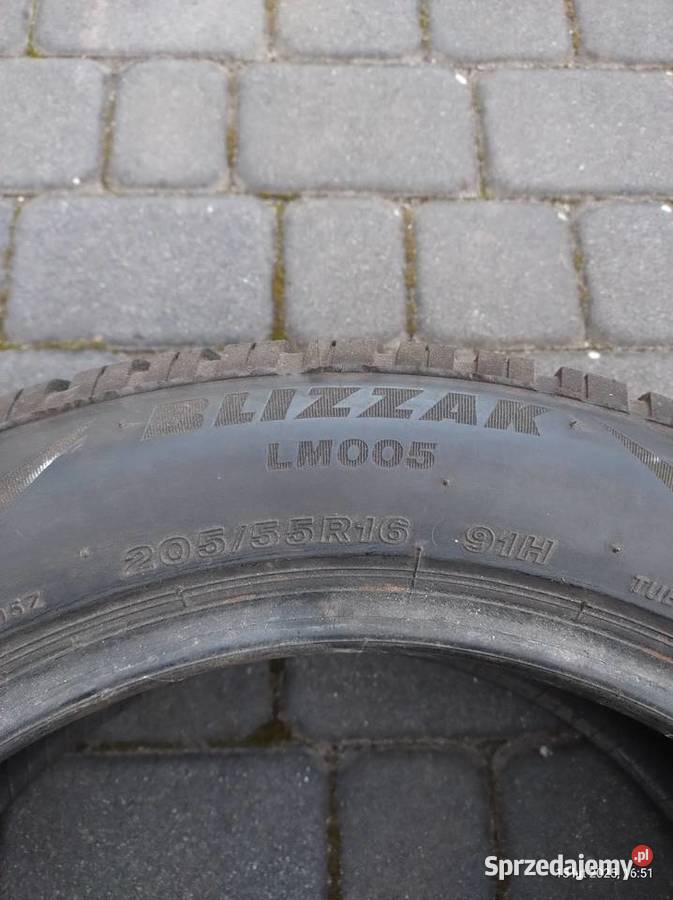 BLIZZAK
LM005
205/55R16 91H
Sprzedajemy.pl